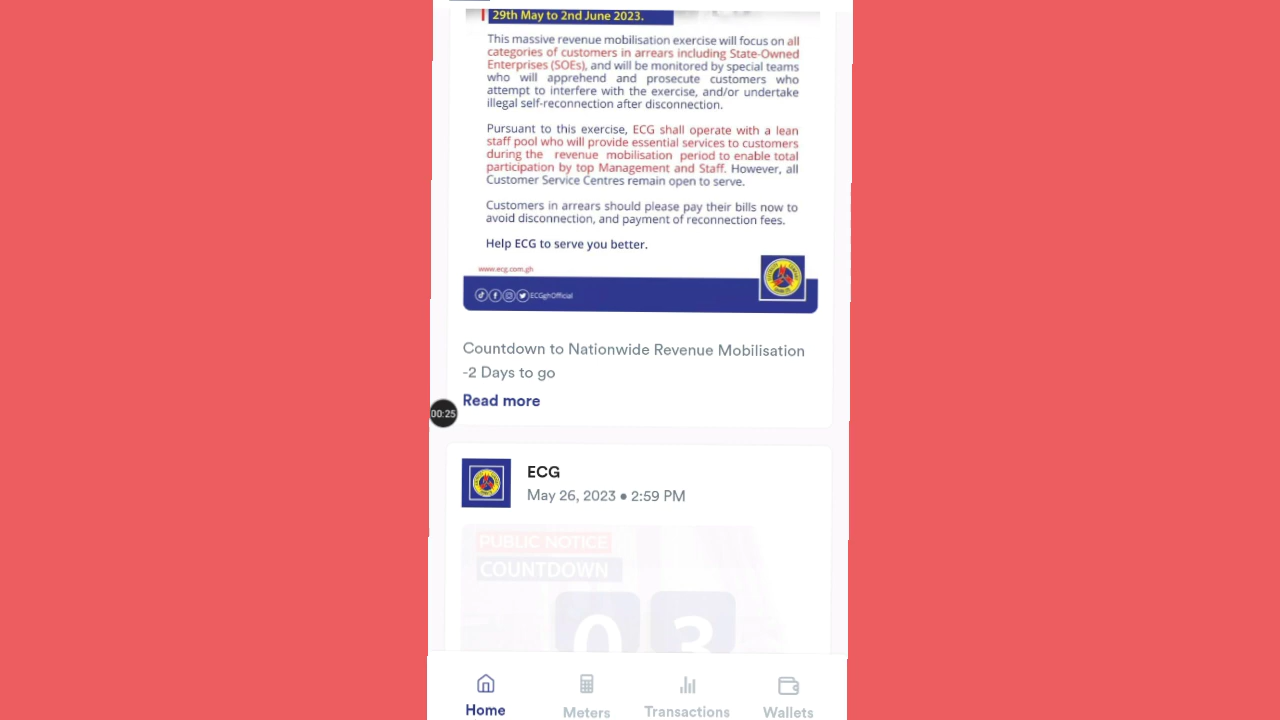 29th May to 2nd June 2023.
This massive revenue mobilisation exercise will focus on all
categories of customers in arrears including State-Owned
Enterprises (SOEs), and will be monitored by special teams
who will apprehend and prosecute customers who
attempt to interfere with the exercise, and/or undertake
illegal self-reconnection after disconnection.
Pursuant to this exercise, ECG shall operate with a lean
staff pool who will provide essential services to customers
during the revenue mobilisation period to enable total
participation by top Management and Staff. However, all
Customer Service Centres remain open to serve.
Customers in arrears should please pay their bills now to
avoid disconnection, and payment of reconnection fees.
Help ECG to serve you better.
www.ecg.com.gh
ECGghOfficial
Countdown to Nationwide Revenue Mobilisation
-2 Days to go
Read more
00:25
ECG
May 26, 2023 • 2:59 PM
PUBLIC NOTICE
COUNTDOWN
03
Home
Meters
Transactions
Wallets